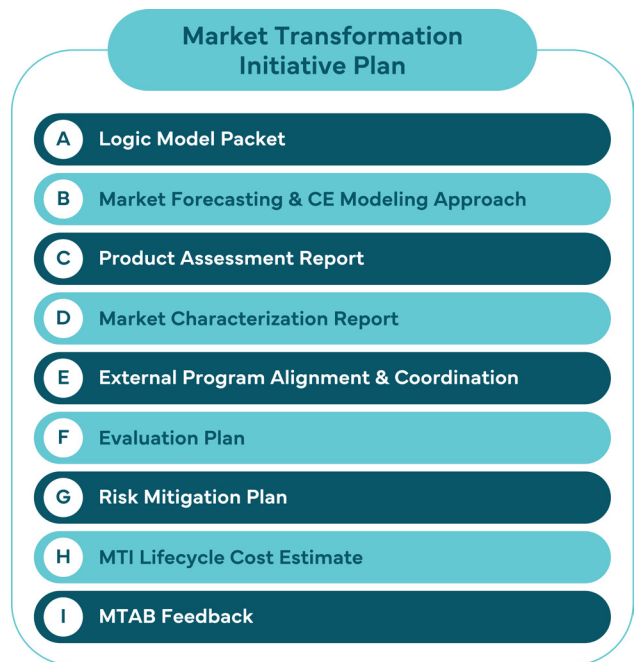 Market Transformation
Initiative Plan
A Logic Model Packet
B Market Forecasting & CE Modeling Approach
C Product Assessment Report
D Market Characterization Report
E External Program Alignment & Coordination
F Evaluation Plan
G Risk Mitigation Plan
H MTI Lifecycle Cost Estimate
I MTAB Feedback